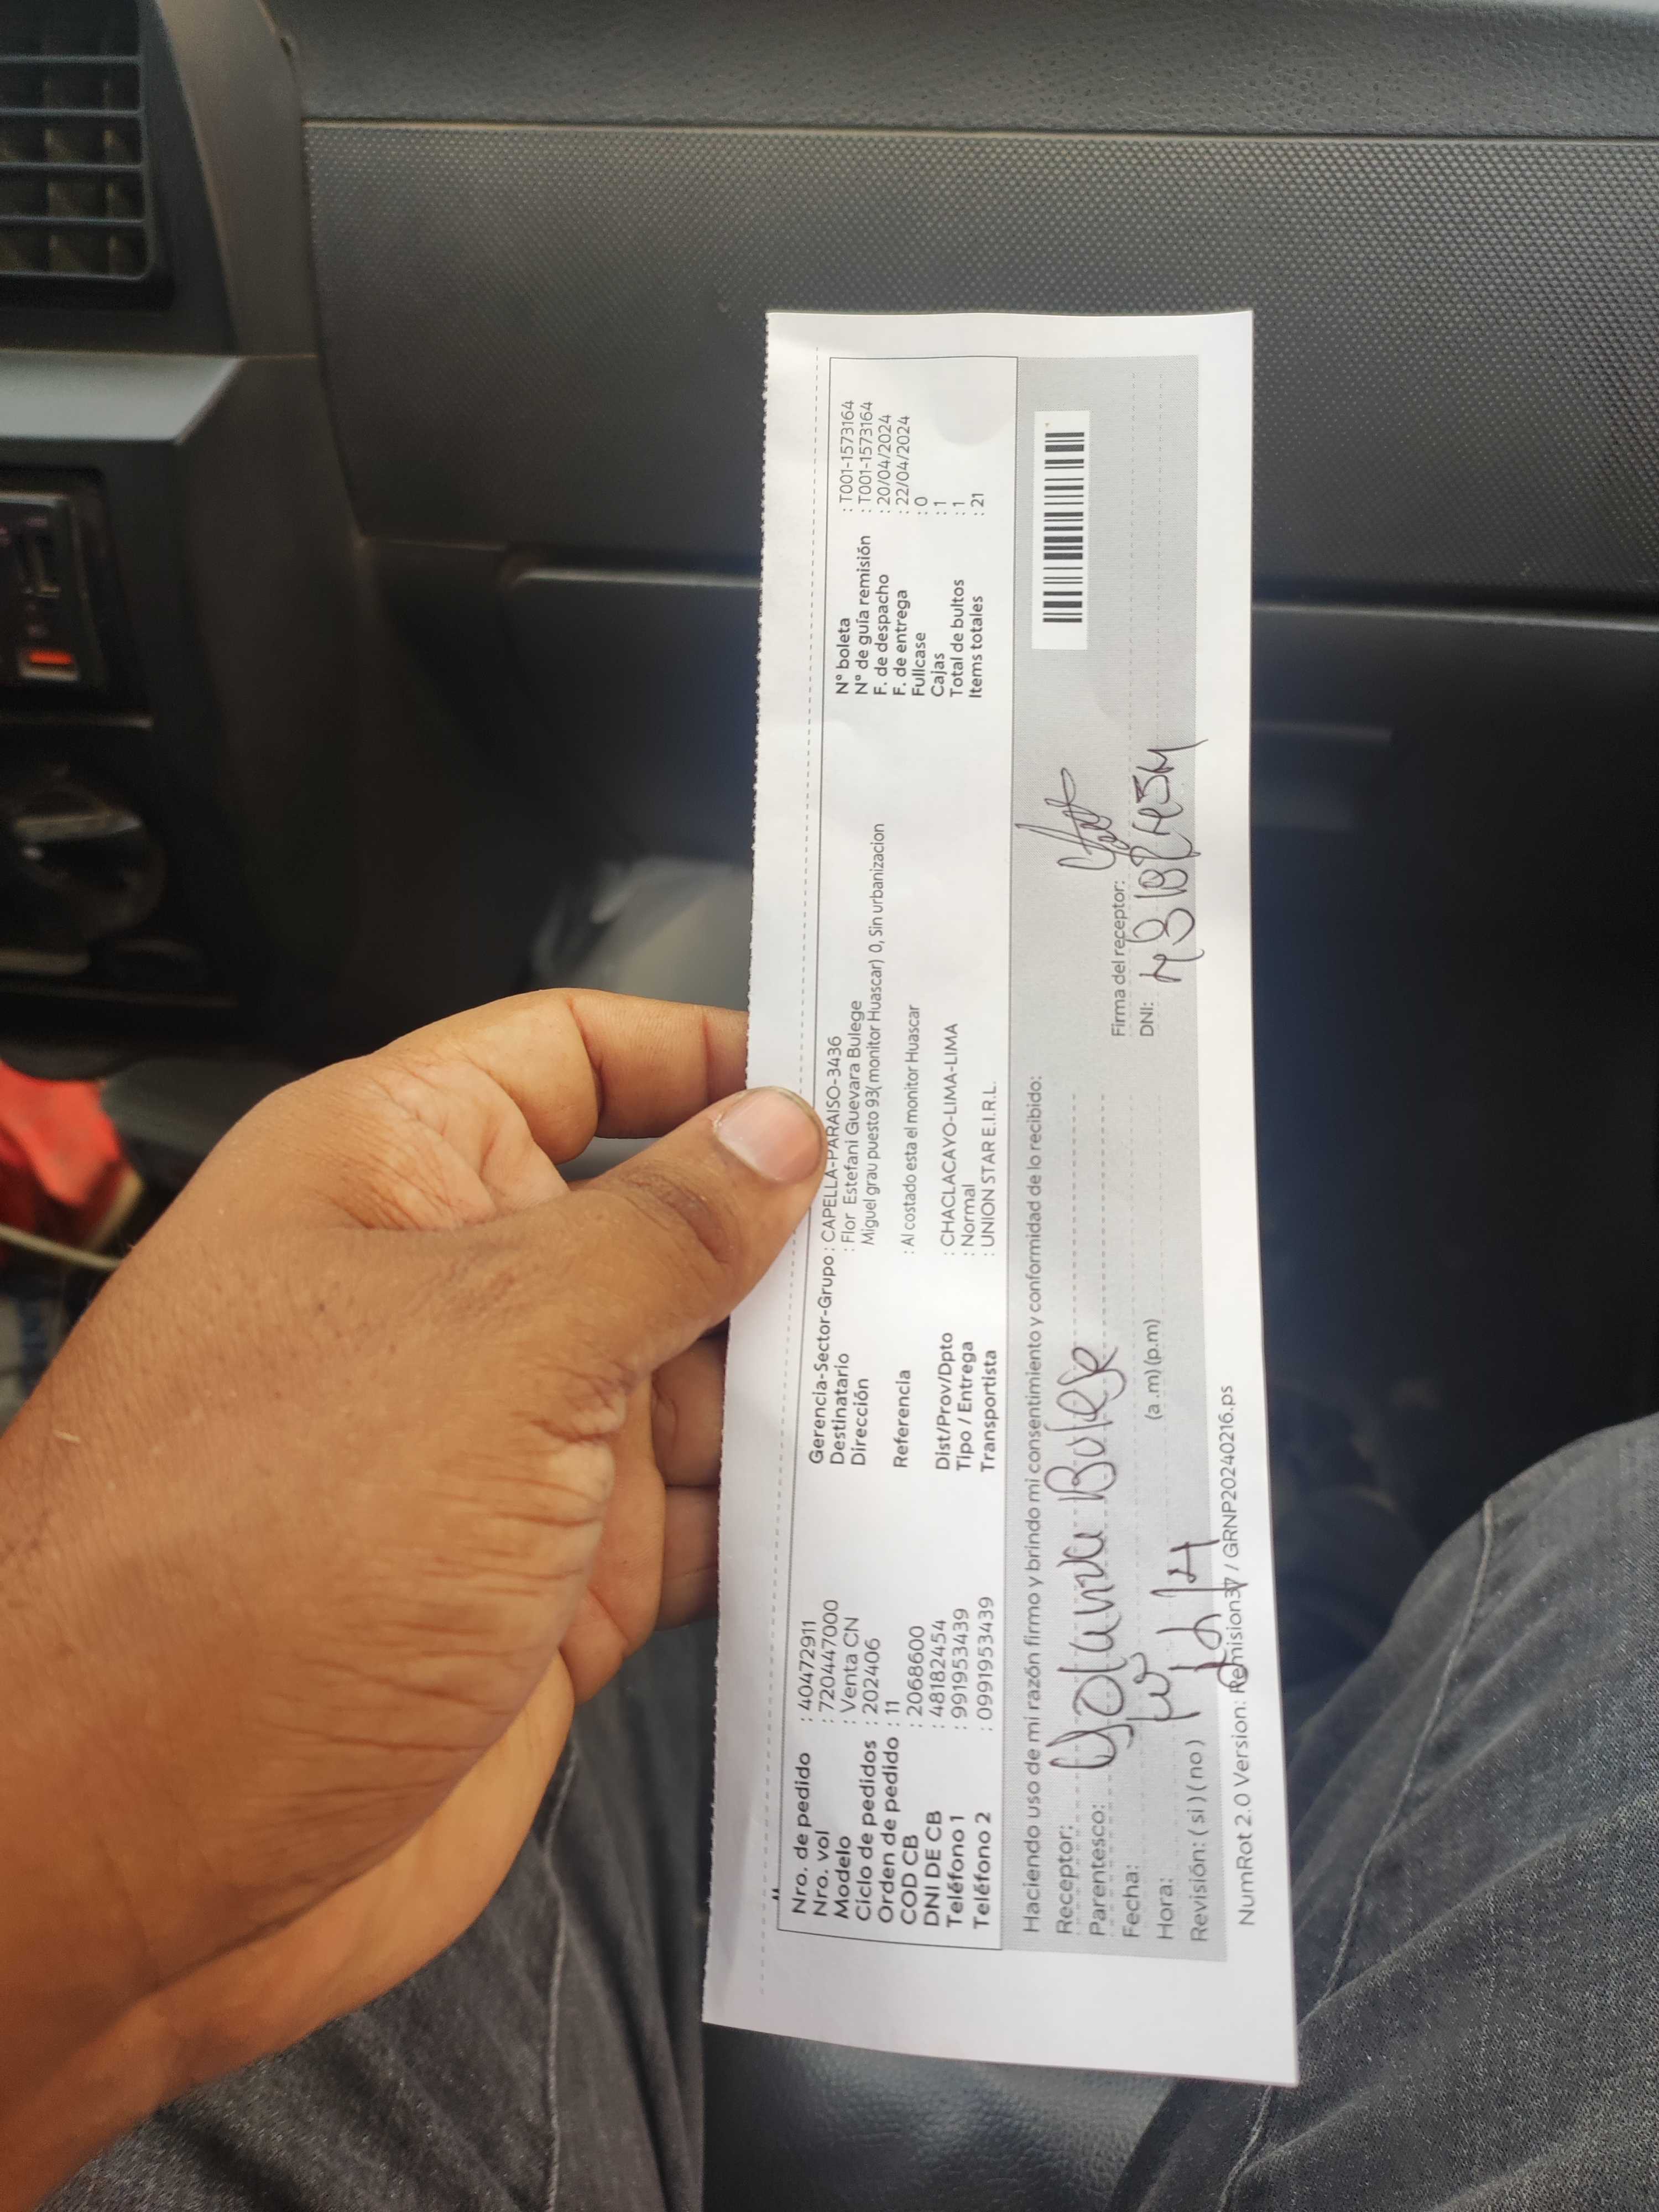 Nro. de pedido : 40472911
Nro. vol : 720447000
Modelo : Venta CN
Ciclo de pedidos : 202406
Orden de pedido : 11
COD CB : 2068600
DNI DE CB : 48182454
Teléfono 1 : 991953439
Teléfono 2 : 0991953439
Gerencia-Sector-Grupo : CAPELLA-PARAISO-3436
Destinatario : Flor Estefani Guevara Bulege
Dirección Miguel grau puesto 93(monitor Huascar) 0, Sin urbanizacion
Referencia : Al costado esta el monitor Huascar
Dist/Prov/Dpto : CHACLACAYO-LIMA-LIMA
Tipo / Entrega : Normal
Transportista : UNION STAR E.I.R.L.
N° boleta : T001-1573164
N° de guía remisión : T001-1573164
F. de despacho : 20/04/2024
F. de entrega : 22/04/2024
Fullcase : 0
Cajas : 1
Total de bultos : 1
Items totales : 21
Haciendo uso de mi razón firmo y brindo mi consentimiento y conformidad de lo recibido:
Receptor: Bulege
Parentesco:
Fecha:
Hora: (a .m) (p.m)
Revisión: ( si ) ( no )
Firma del receptor:
DNI:
NumRot 2.0 Version: Remision37 / GRNP20240216.ps